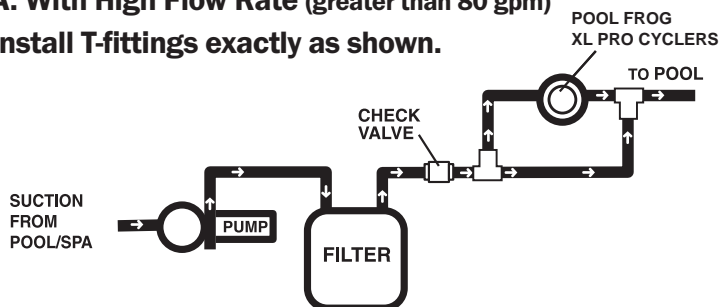 A. With High Flow Rate (greater than 80 gpm)
Install T-fittings exactly as shown.
POOL FROG
XL PRO CYCLERS
TO POOL
CHECK
VALVE
SUCTION
FROM
POOL/SPA
PUMP
FILTER